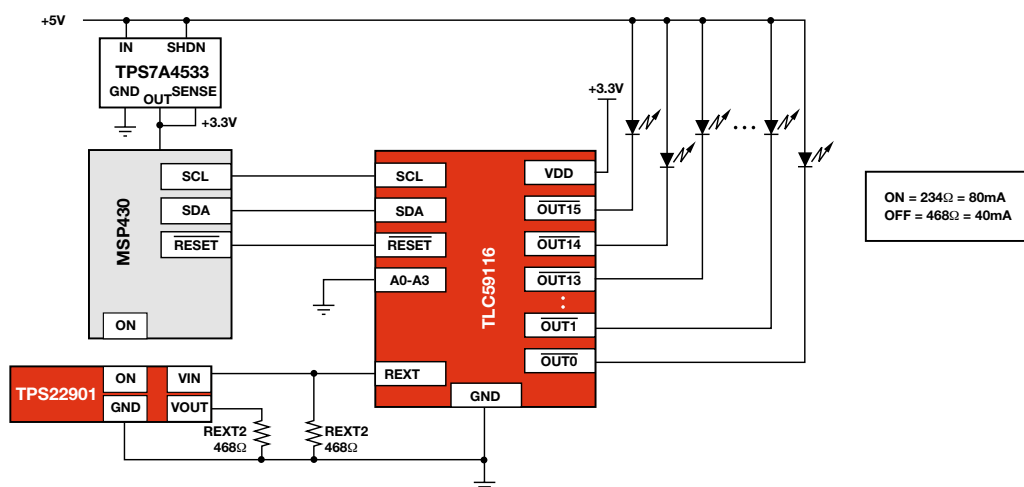 +5V
IN SHDN
TPS7A4533
GND OUT SENSE
+3.3V
MSP430
SCL
SDA
RESET
ON
TPS22901
ON VIN
GND VOUT
REXT2
468Ω
REXT2
468Ω
TLC59116
SCL
SDA
RESET
A0-A3
REXT
GND
+3.3V
VDD
OUT15
OUT14
OUT13
⋮
OUT1
OUT0
...
ON = 234Ω = 80mA
OFF = 468Ω = 40mA